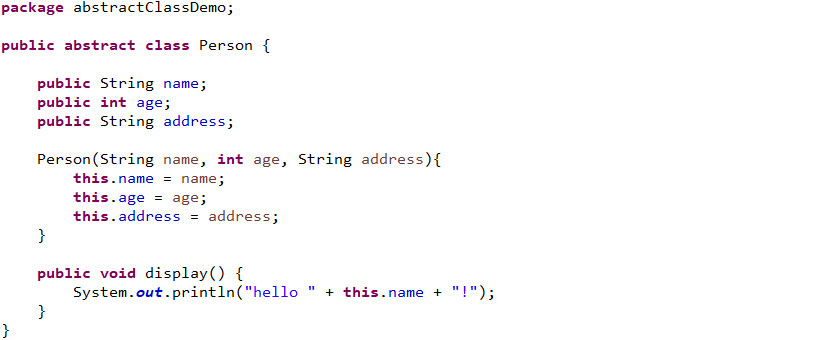 package abstractClassDemo;
public abstract class Person {
public String name;
public int age;
public String address;
Person(String name, int age, String address){
this.name = name;
this.age = age;
this.address = address;
}
public void display() {
System.out.println("hello " + this.name + "!");
}
}